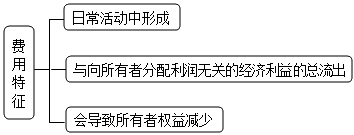 费用特征
日常活动中形成
与向所有者分配利润无关的经济利益的总流出
会导致所有者权益减少